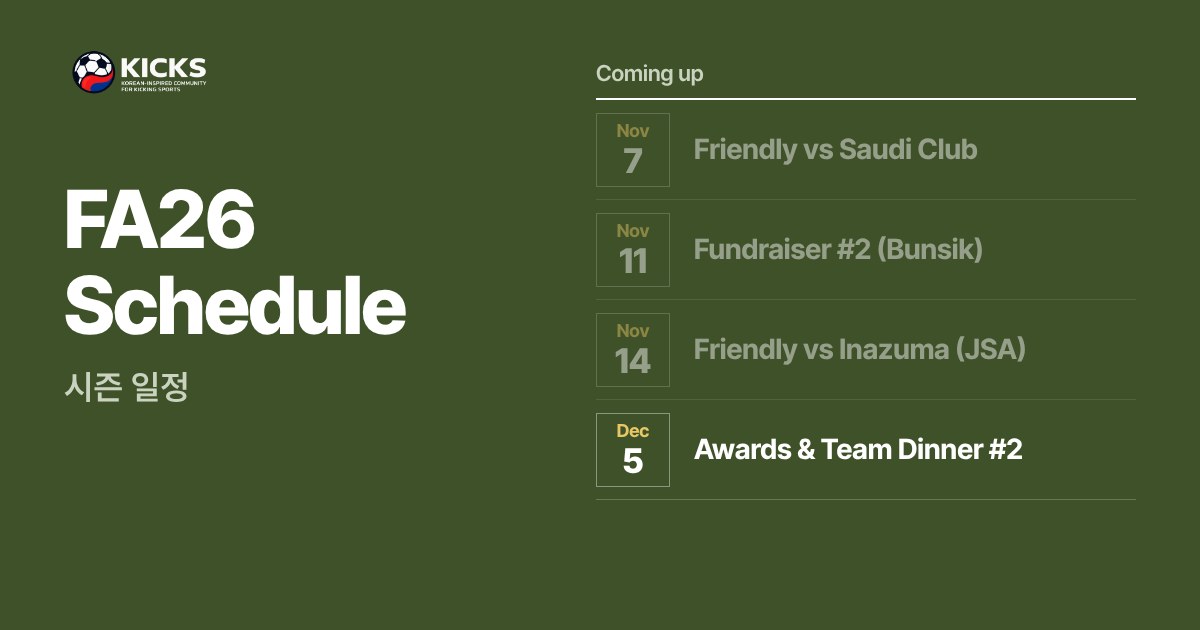 KICKS
KOREAN-INSPIRED COMMUNITY
FOR KICKING SPORTS
FA26
Schedule
시즌 일정
Coming up
Nov
7
Friendly vs Saudi Club
Nov
11
Fundraiser #2 (Bunsik)
Nov
14
Friendly vs Inazuma (JSA)
Dec
5
Awards & Team Dinner #2